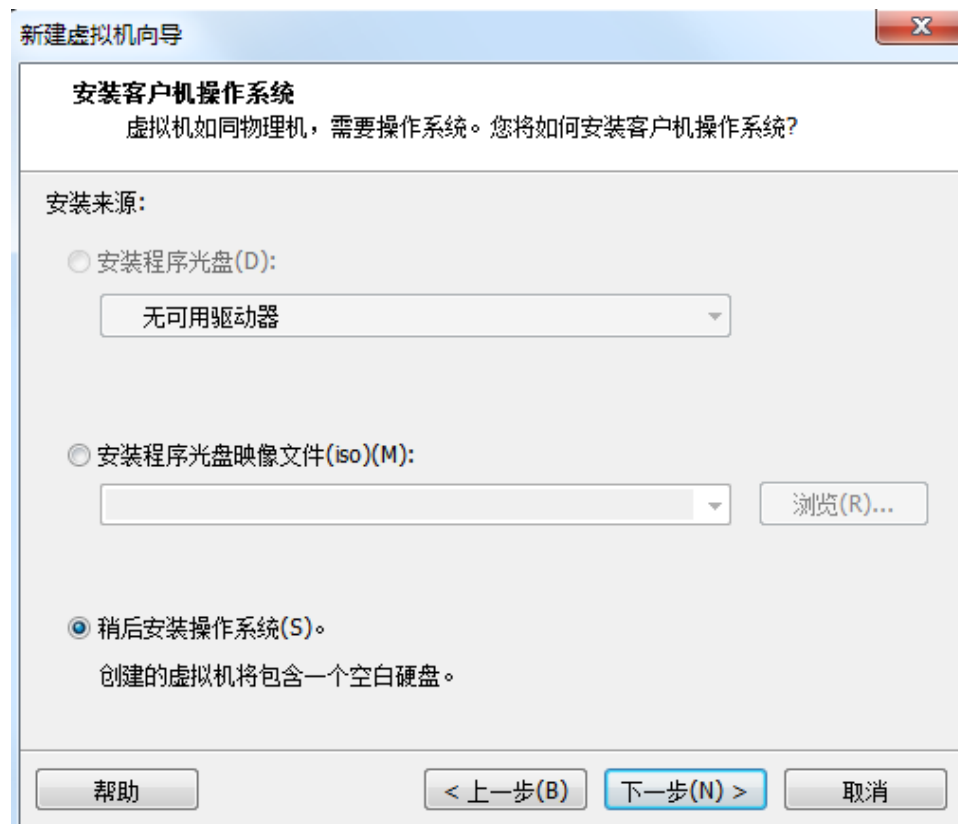 新建虚拟机向导
安装客户机操作系统
虚拟机如同物理机，需要操作系统。您将如何安装客户机操作系统?
安装来源:
安装程序光盘(D):
无可用驱动器
安装程序光盘映像文件(iso)(M):
浏览(R)...
稍后安装操作系统(S)。
创建的虚拟机将包含一个空白硬盘。
帮助 < 上一步(B) 下一步(N) > 取消